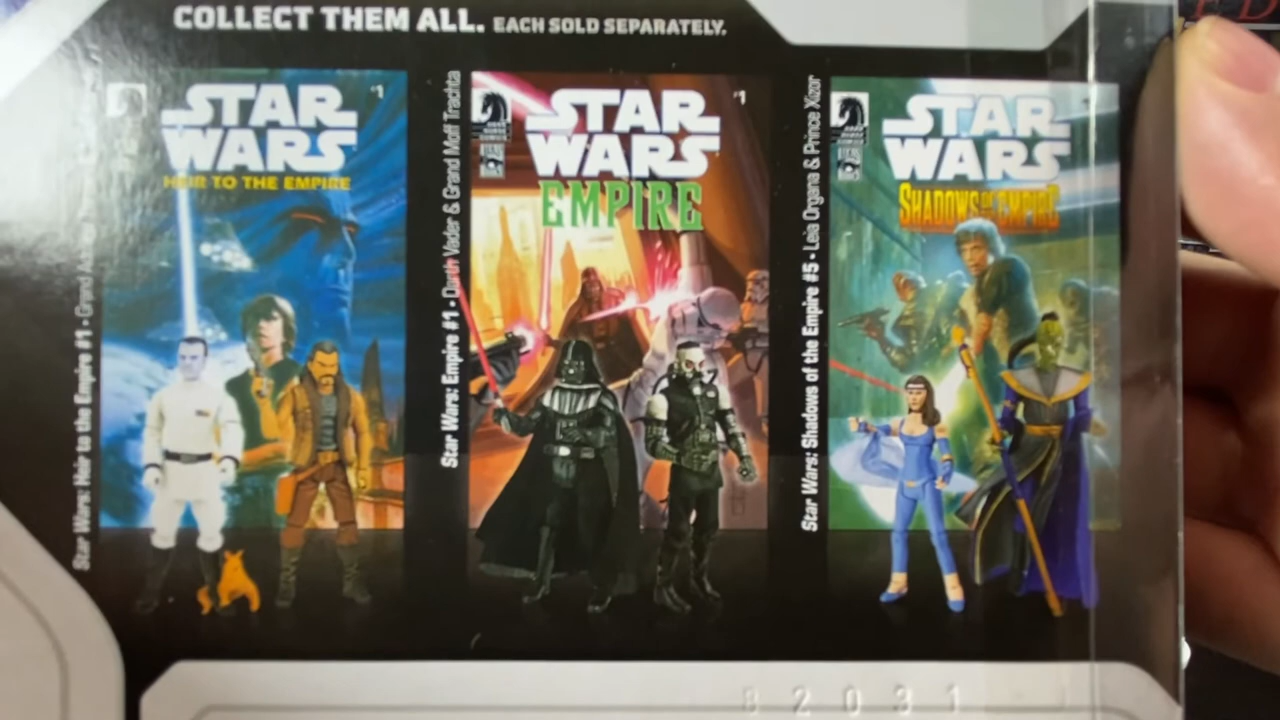 COLLECT THEM ALL. EACH SOLD SEPARATELY.
Star Wars: Heir to the Empire #1 • Grand
STAR
WARS
#1
HEIR TO THE EMPIRE
Star Wars: Empire #1 • Darth Vader & Grand Moff Trachta
STAR
WARS
#1
EMPIRE
Star Wars: Shadows of the Empire #5 • Leia Organa & Prince Xizor
STAR
WARS
SHADOWS OF THE EMPIRE
82031